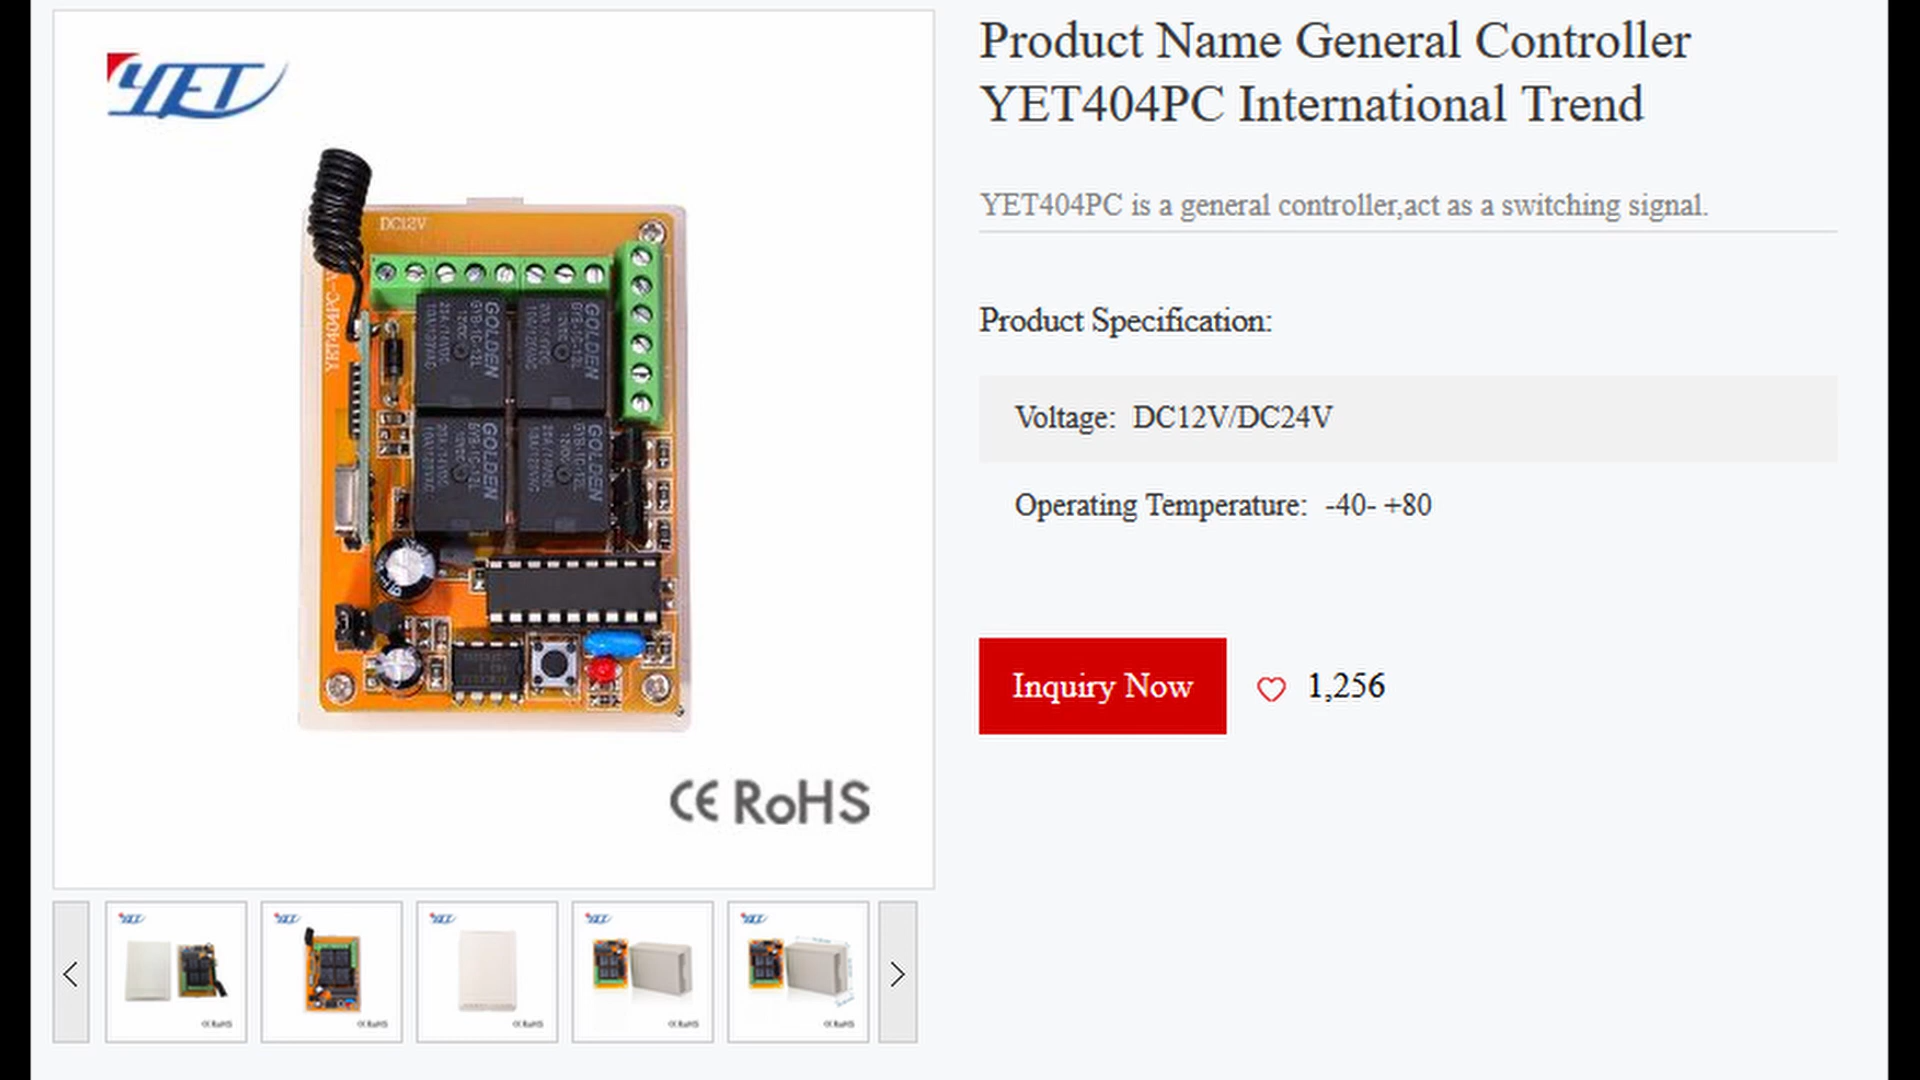 YET
DC12V
YET404PC-V
GOLDEN
GOLDEN
GOLDEN
GOLDEN
CE RoHS
Product Name General Controller
YET404PC International Trend
YET404PC is a general controller,act as a switching signal.
Product Specification:
Voltage: DC12V/DC24V
Operating Temperature: -40- +80
Inquiry Now
1,256